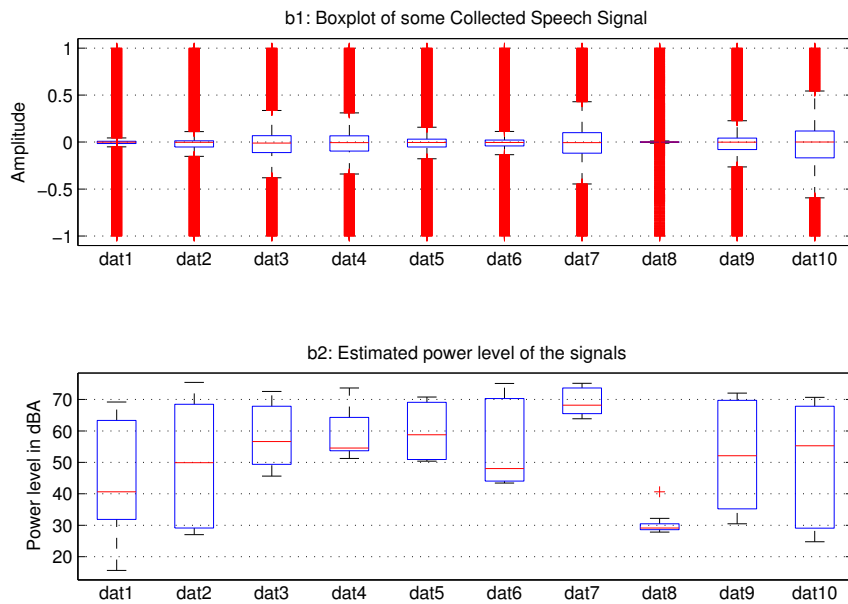 b1: Boxplot of some Collected Speech Signal
Amplitude
1
0.5
0
−0.5
−1
dat1 dat2 dat3 dat4 dat5 dat6 dat7 dat8 dat9 dat10
b2: Estimated power level of the signals
Power level in dBA
70
60
50
40
30
20
dat1 dat2 dat3 dat4 dat5 dat6 dat7 dat8 dat9 dat10